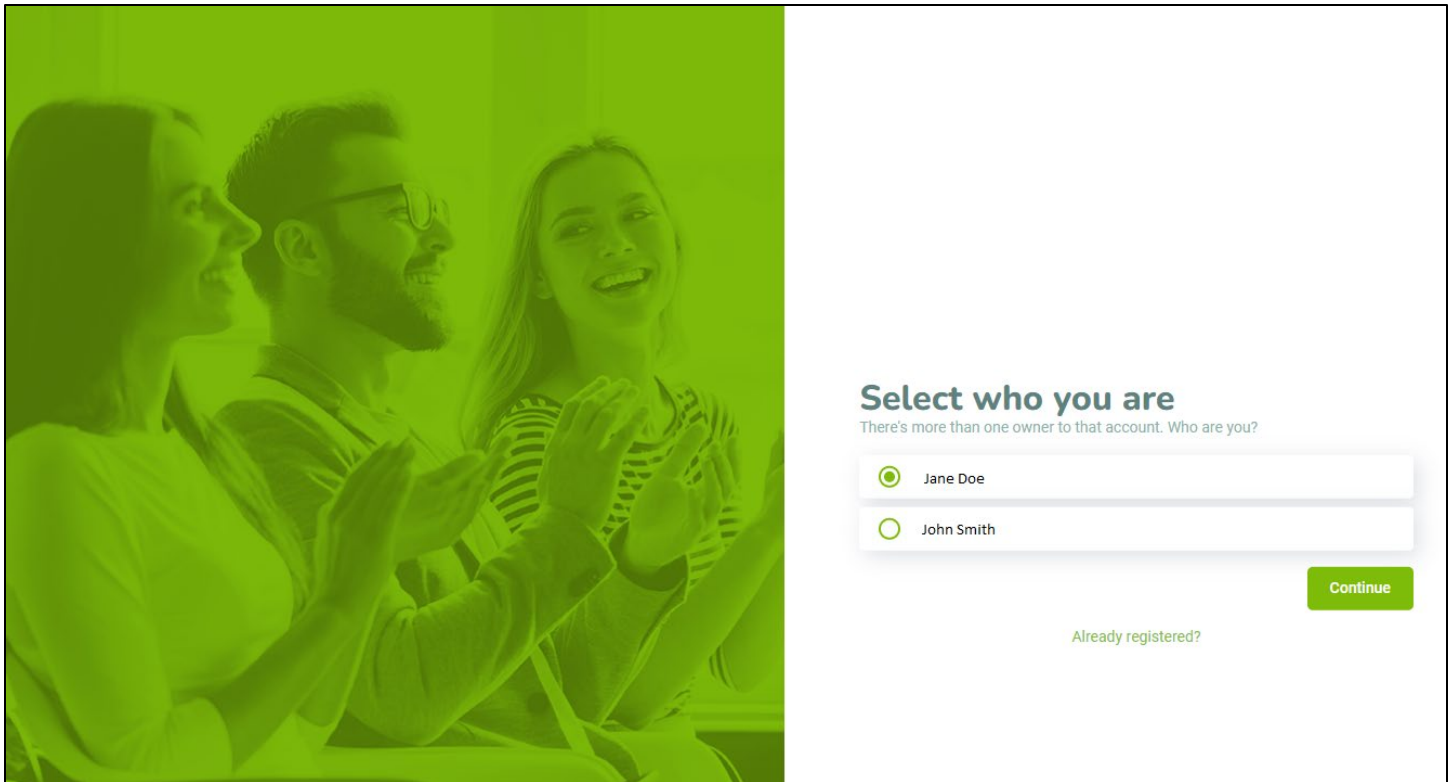 Select who you are
There's more than one owner to that account. Who are you?
Jane Doe
John Smith
Continue
Already registered?